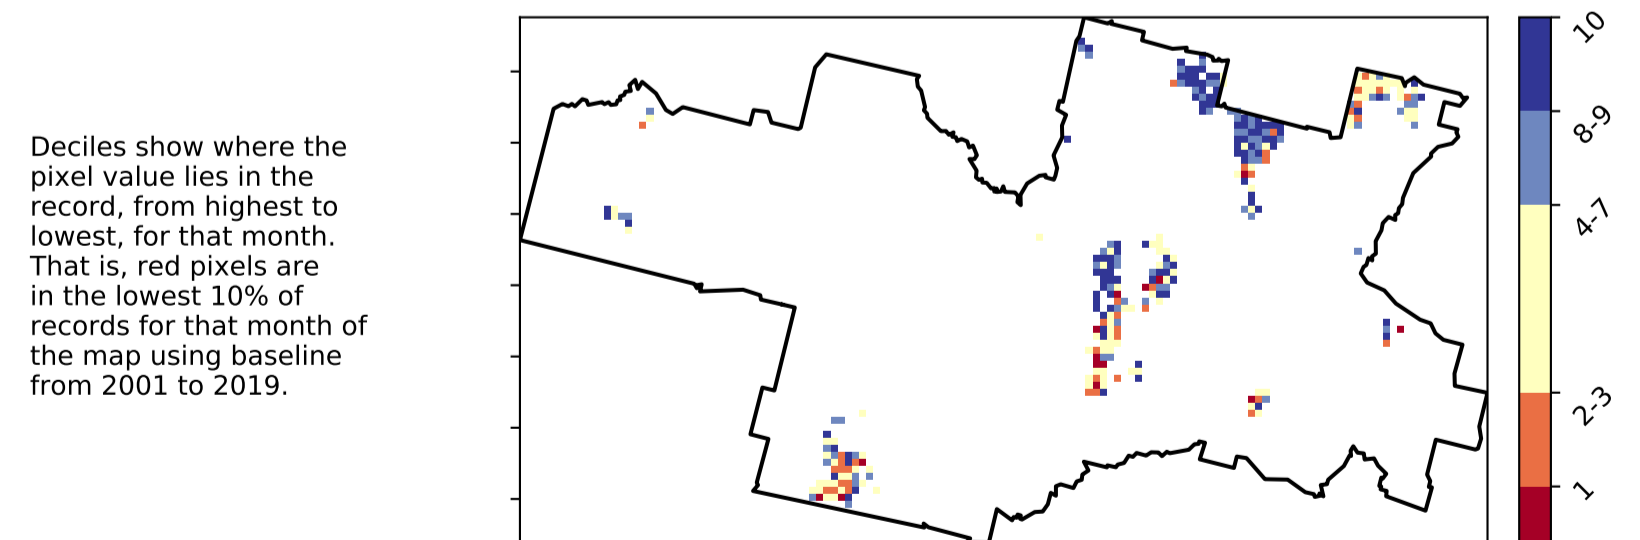 Deciles show where the
pixel value lies in the
record, from highest to
lowest, for that month.
That is, red pixels are
in the lowest 10% of
records for that month of
the map using baseline
from 2001 to 2019.
10
8-9
4-7
2-3
1